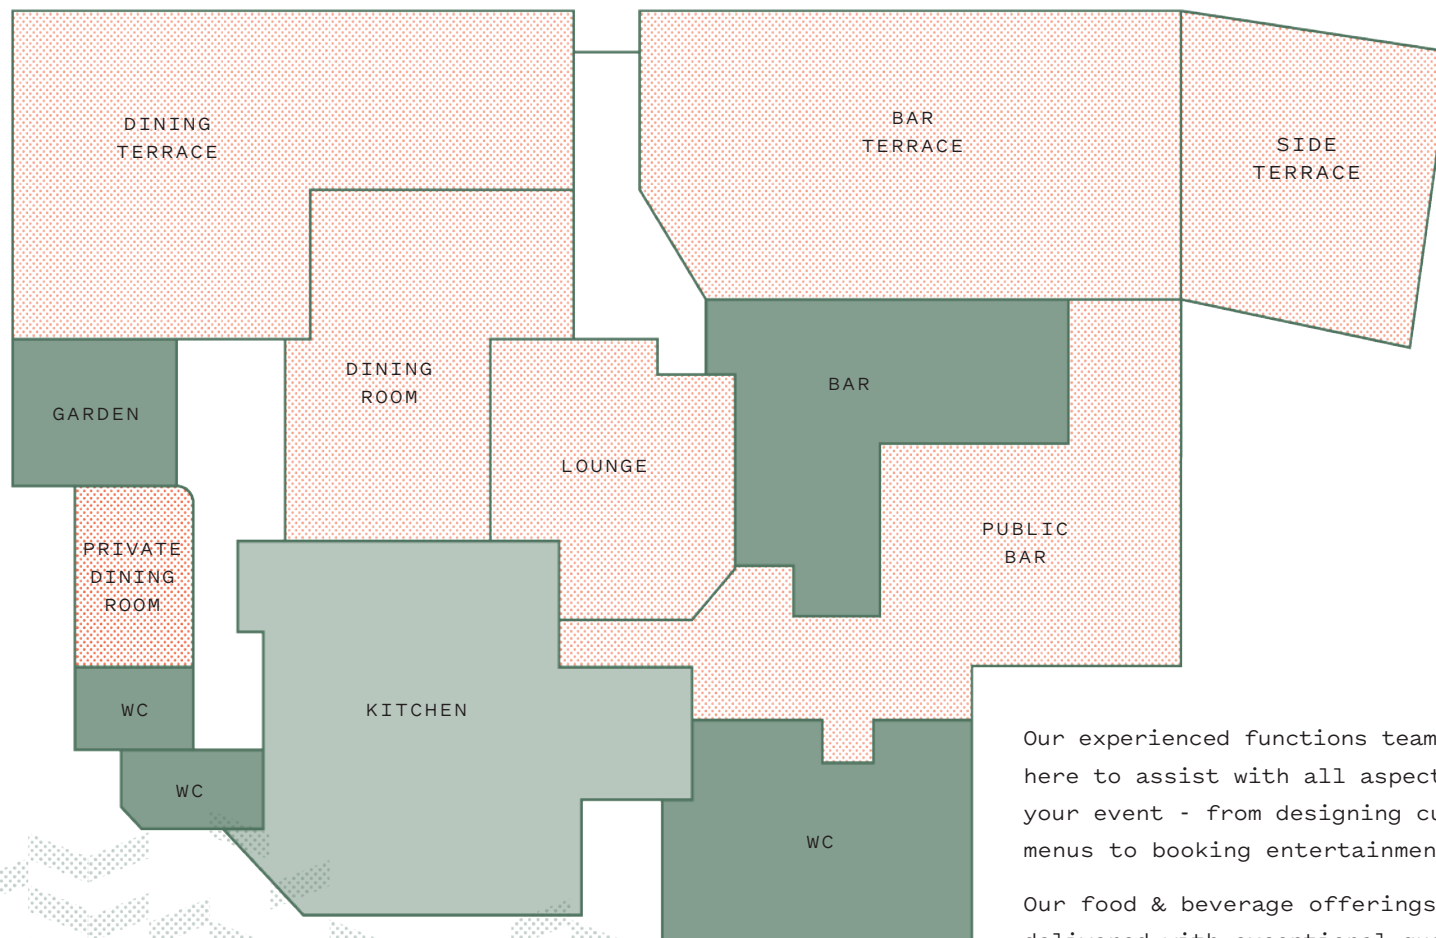 DINING
TERRACE
BAR
TERRACE
SIDE
TERRACE
DINING
ROOM
BAR
GARDEN
LOUNGE
PUBLIC
BAR
PRIVATE
DINING
ROOM
WC
KITCHEN
WC
WC
Our experienced functions team
here to assist with all aspect
your event - from designing cu
menus to booking entertainmen
Our food & beverage offerings